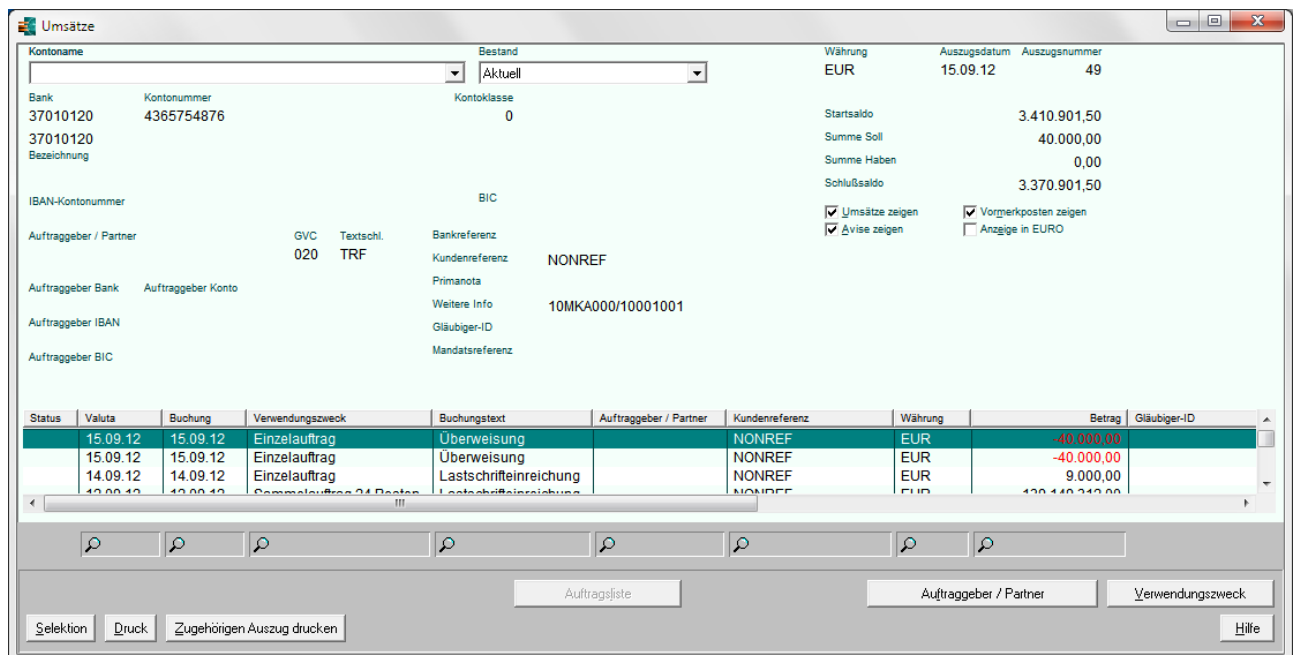 Umsätze
Kontoname Bestand Währung Auszugsdatum Auszugsnummer
Aktuell EUR 15.09.12 49
Bank Kontonummer Kontoklasse
37010120 4365754876 0 Startsaldo 3.410.901,50
37010120 Summe Soll 40.000,00
Bezeichnung Summe Haben 0,00
Schlußsaldo 3.370.901,50
IBAN-Kontonummer BIC
Umsätze zeigen Vormerkposten zeigen
Avise zeigen Anzeige in EURO
Auftraggeber / Partner GVC Textschl. Bankreferenz
020 TRF Kundenreferenz NONREF
Primanota
Auftraggeber Bank Auftraggeber Konto
Weitere Info 10MKA000/10001001
Auftraggeber IBAN Gläubiger-ID
Auftraggeber BIC Mandatsreferenz
Status Valuta Buchung Verwendungszweck Buchungstext Auftraggeber / Partner Kundenreferenz Währung Betrag Gläubiger-ID
15.09.12 15.09.12 Einzelauftrag Überweisung NONREF EUR -40.000,00
15.09.12 15.09.12 Einzelauftrag Überweisung NONREF EUR -40.000,00
14.09.12 14.09.12 Einzelauftrag Lastschrifteinreichung NONREF EUR 9.000,00
Sammelauftrag 24 Posten Lastschrifteinreichung NONREF EUR
Auftragsliste Auftraggeber / Partner Verwendungszweck
Selektion Druck Zugehörigen Auszug drucken Hilfe